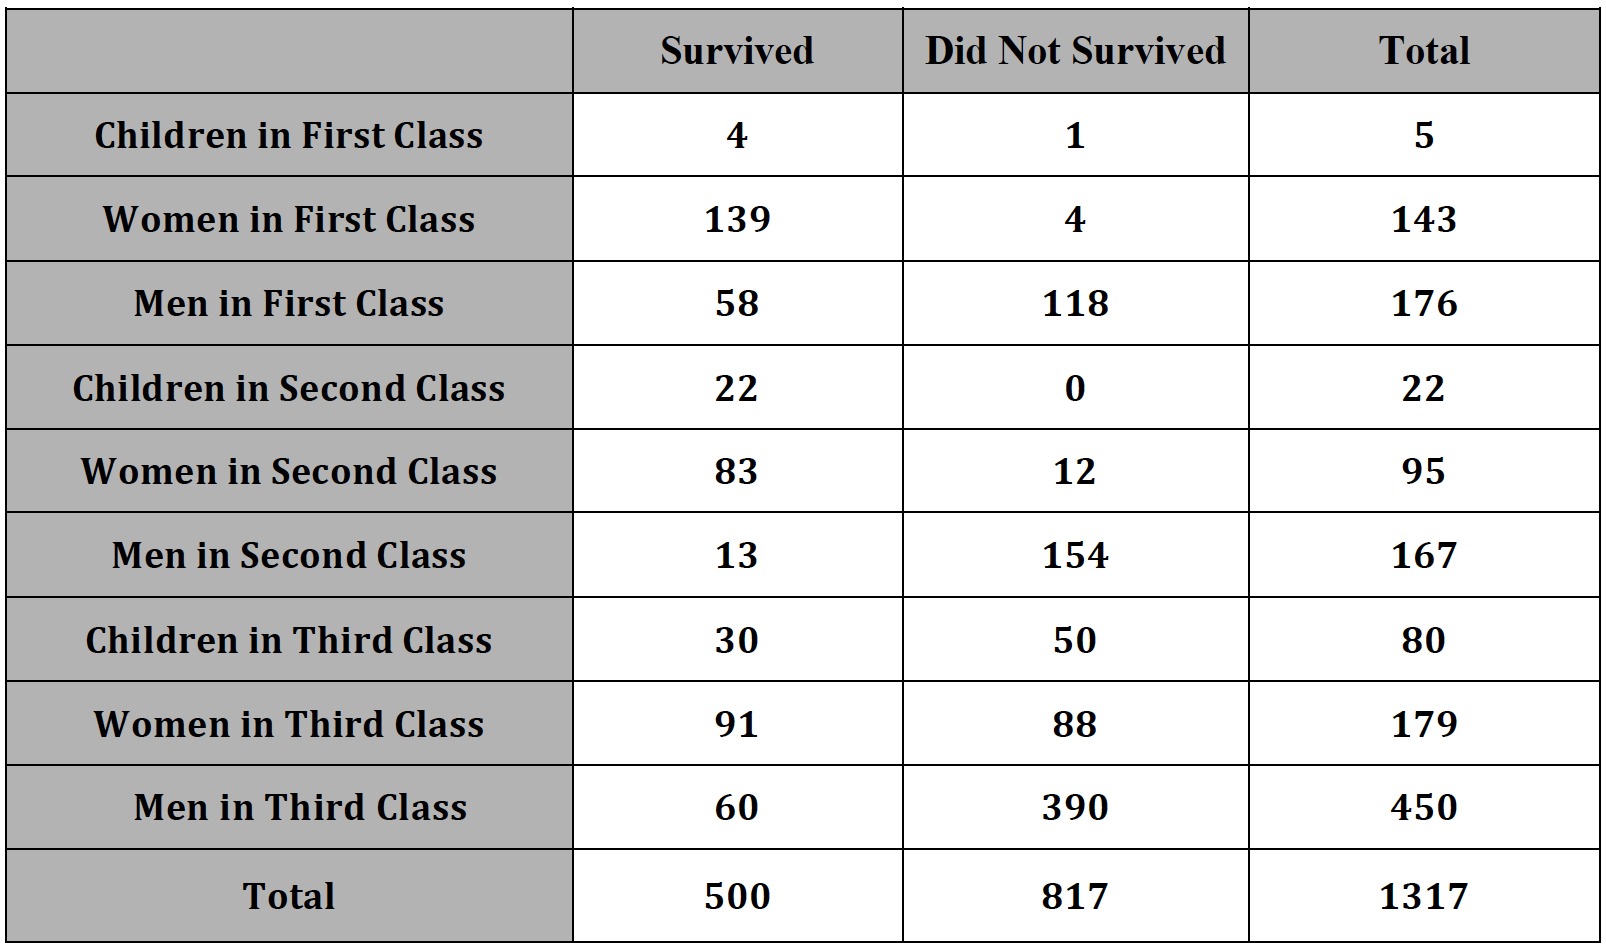 Survived Did Not Survived Total
Children in First Class 4 1 5
Women in First Class 139 4 143
Men in First Class 58 118 176
Children in Second Class 22 0 22
Women in Second Class 83 12 95
Men in Second Class 13 154 167
Children in Third Class 30 50 80
Women in Third Class 91 88 179
Men in Third Class 60 390 450
Total 500 817 1317